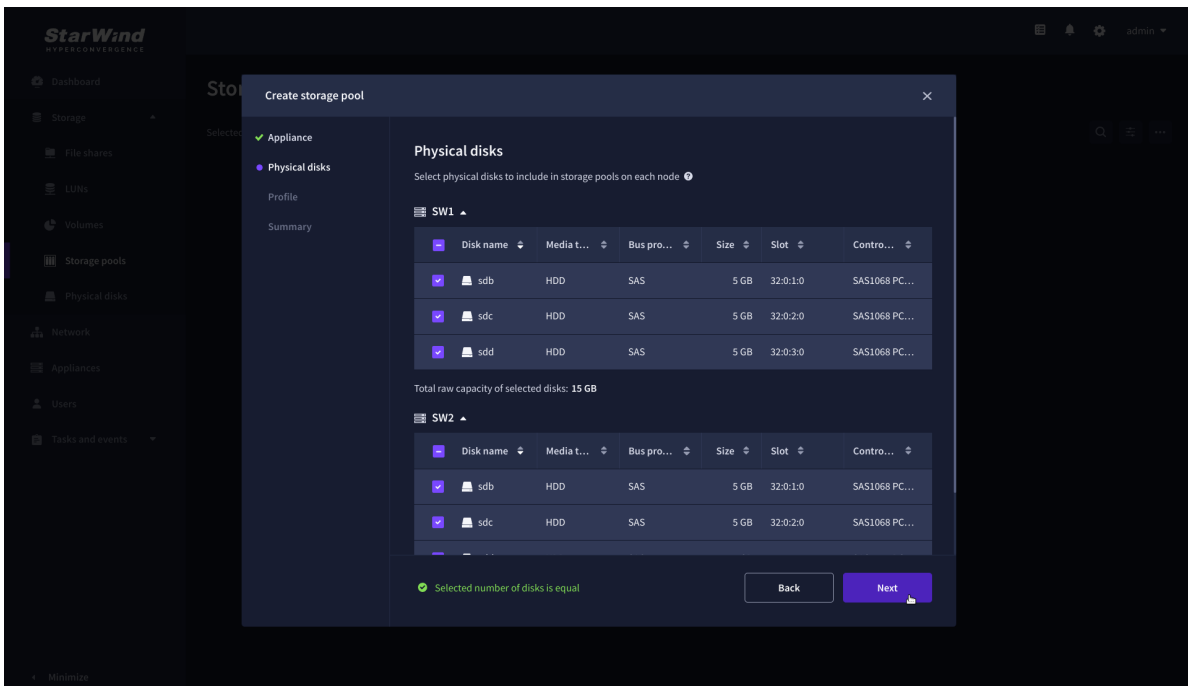 StarWind
HYPERCONVERGENCE
admin
Dashboard
Storage
File shares
LUNs
Volumes
Storage pools
Physical disks
Network
Appliances
Users
Tasks and events
Minimize
Stor
Selected
Create storage pool
Appliance
Physical disks
Profile
Summary
Physical disks
Select physical disks to include in storage pools on each node
SW1
Disk name Media t... Bus pro... Size Slot Contro...
sdb HDD SAS 5 GB 32:0:1:0 SAS1068 PC...
sdc HDD SAS 5 GB 32:0:2:0 SAS1068 PC...
sdd HDD SAS 5 GB 32:0:3:0 SAS1068 PC...
Total raw capacity of selected disks: 15 GB
SW2
Disk name Media t... Bus pro... Size Slot Contro...
sdb HDD SAS 5 GB 32:0:1:0 SAS1068 PC...
sdc HDD SAS 5 GB 32:0:2:0 SAS1068 PC...
Selected number of disks is equal
Back
Next